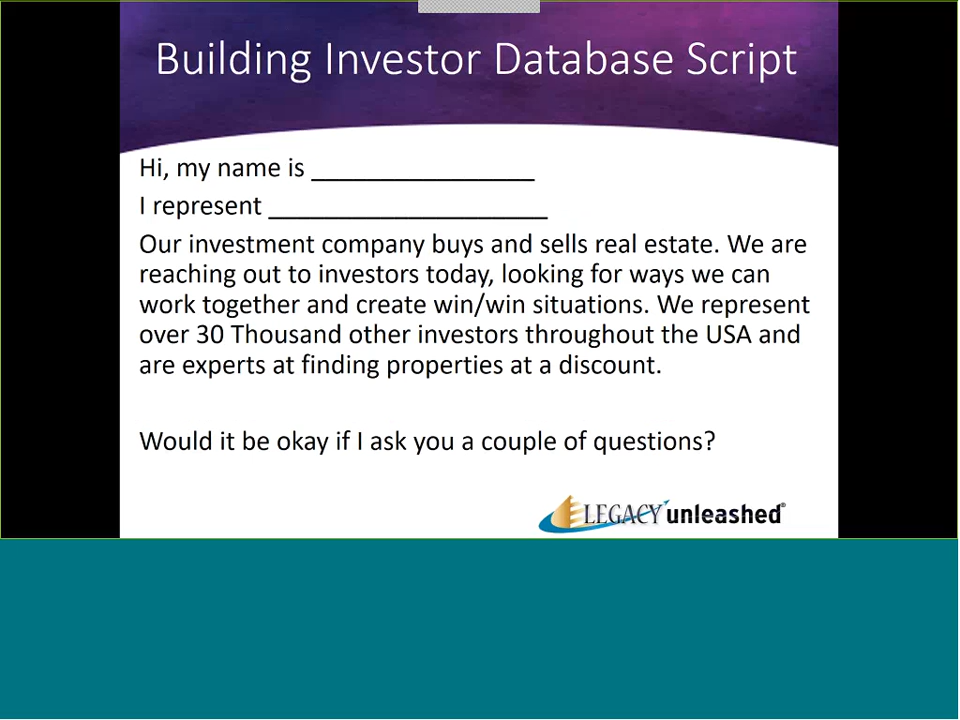 Building Investor Database Script
Hi, my name is ________________
I represent ____________________
Our investment company buys and sells real estate. We are
reaching out to investors today, looking for ways we can
work together and create win/win situations. We represent
over 30 Thousand other investors throughout the USA and
are experts at finding properties at a discount.
Would it be okay if I ask you a couple of questions?
LEGACY unleashed®